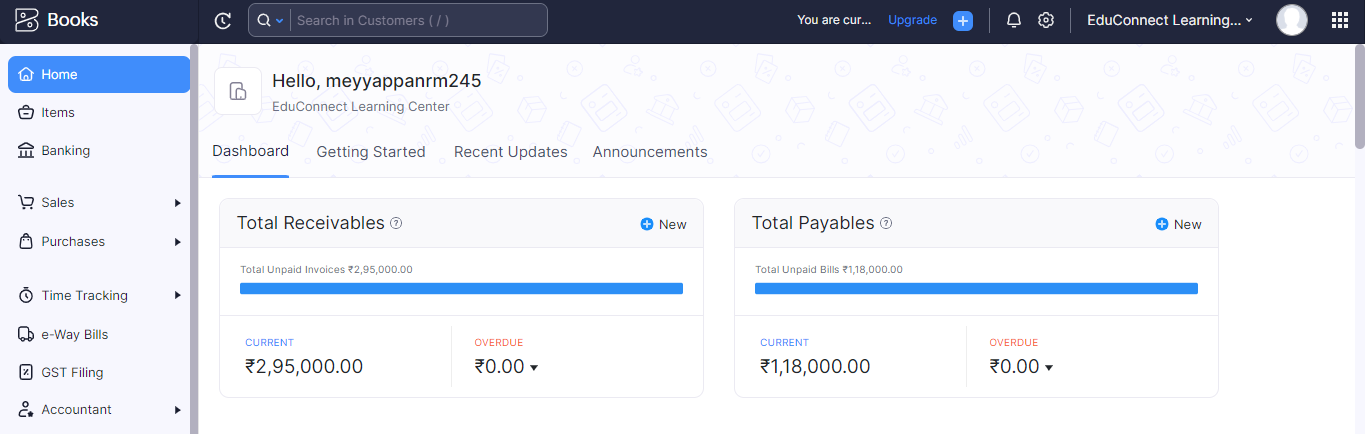 Books
Search in Customers ( / )
You are cur...
Upgrade
EduConnect Learning...
Home
Items
Banking
Sales
Purchases
Time Tracking
e-Way Bills
GST Filing
Accountant
Hello, meyyappanrm245
EduConnect Learning Center
Dashboard
Getting Started
Recent Updates
Announcements
Total Receivables
New
Total Unpaid Invoices ₹2,95,000.00
CURRENT
₹2,95,000.00
OVERDUE
₹0.00
Total Payables
New
Total Unpaid Bills ₹1,18,000.00
CURRENT
₹1,18,000.00
OVERDUE
₹0.00